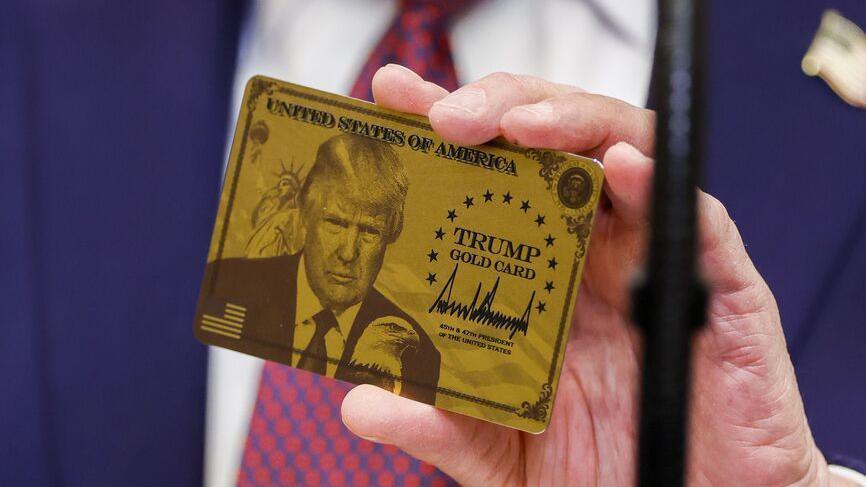 UNITED STATES OF AMERICA
TRUMP
GOLD CARD
45TH & 47TH PRESIDENT
OF THE UNITED STATES